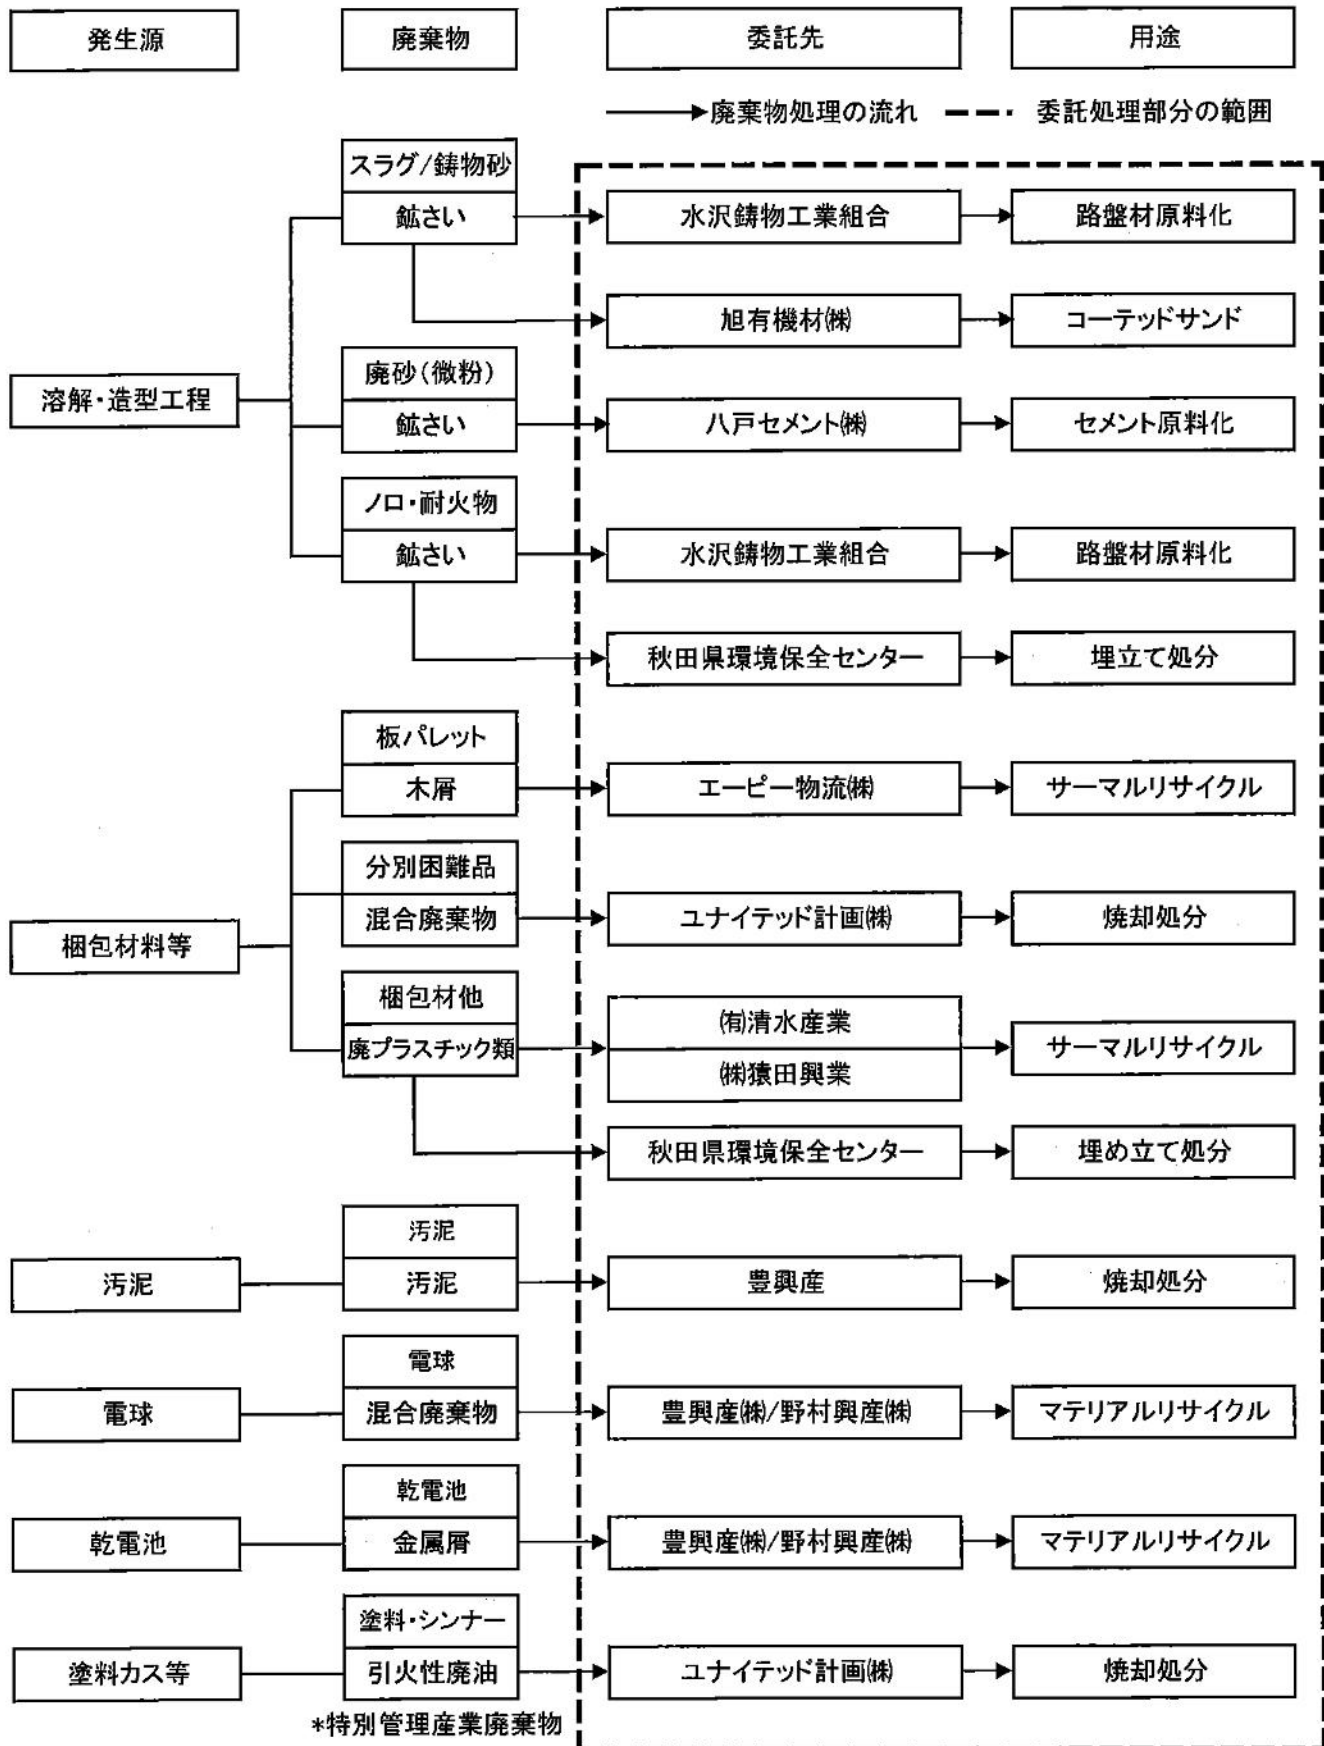 発生源
廃棄物
委託先
用途
廃棄物処理の流れ
委託処理部分の範囲
スラグ/鋳物砂
鉱さい
水沢鋳物工業組合
路盤材原料化
旭有機材㈱
コーテッドサンド
溶解・造型工程
廃砂(微粉)
鉱さい
八戸セメント㈱
セメント原料化
ノロ・耐火物
鉱さい
水沢鋳物工業組合
路盤材原料化
秋田県環境保全センター
埋立て処分
板パレット
木屑
エーピー物流㈱
サーマルリサイクル
梱包材料等
分別困難品
混合廃棄物
ユナイテッド計画㈱
焼却処分
梱包材他
廃プラスチック類
㈲清水産業
㈱猿田興業
サーマルリサイクル
秋田県環境保全センター
埋め立て処分
汚泥
汚泥
汚泥
豊興産
焼却処分
電球
電球
混合廃棄物
豊興産㈱/野村興産㈱
マテリアルリサイクル
乾電池
乾電池
金属屑
豊興産㈱/野村興産㈱
マテリアルリサイクル
塗料カス等
塗料・シンナー
引火性廃油
ユナイテッド計画㈱
焼却処分
*特別管理産業廃棄物